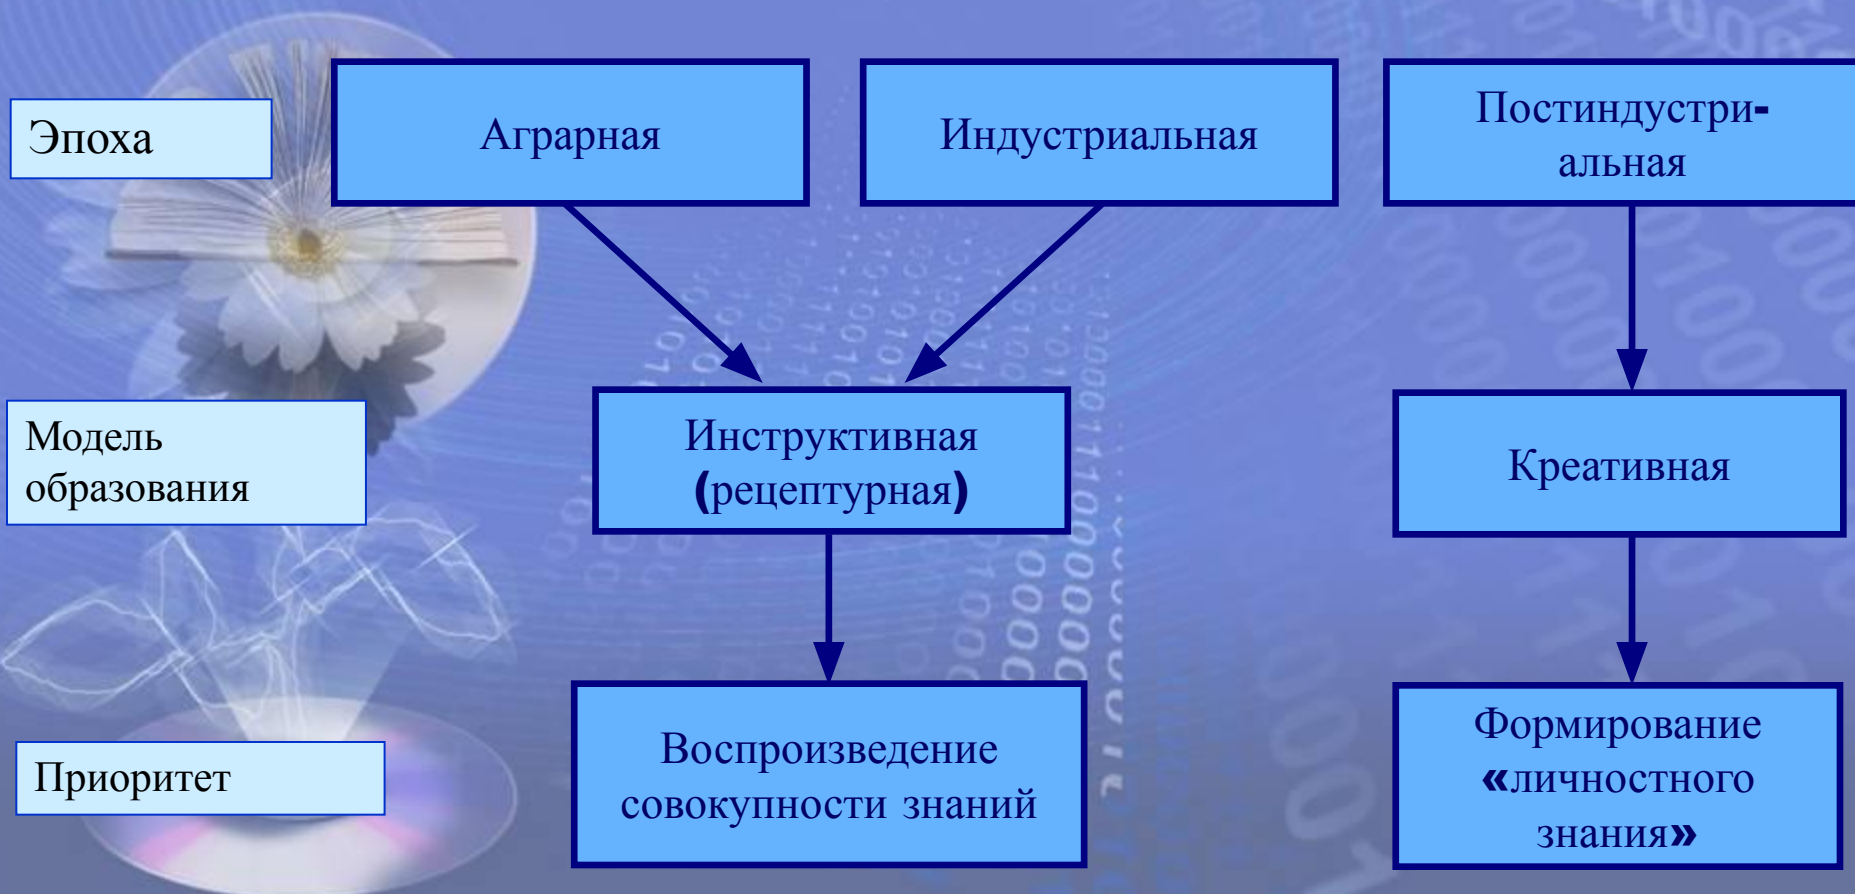 Эпоха
Аграрная
Индустриальная
Постиндустри-
альная
Модель
образования
Инструктивная
(рецептурная)
Креативная
Приоритет
Воспроизведение
совокупности знаний
Формирование
«личностного
знания»